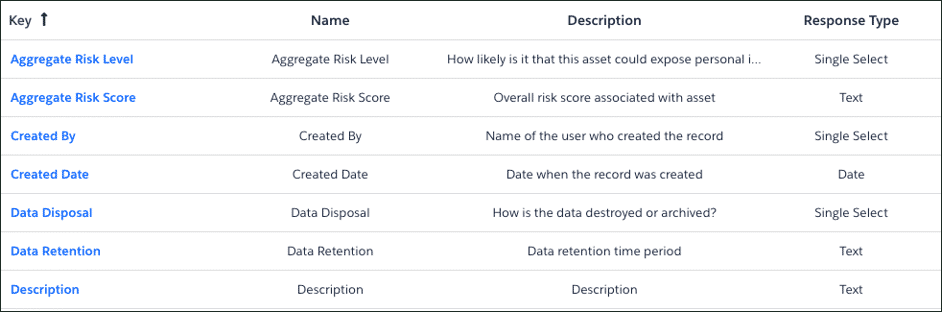 Key ↑ Name Description Response Type
Aggregate Risk Level Aggregate Risk Level How likely is it that this asset could expose personal i... Single Select
Aggregate Risk Score Aggregate Risk Score Overall risk score associated with asset Text
Created By Created By Name of the user who created the record Single Select
Created Date Created Date Date when the record was created Date
Data Disposal Data Disposal How is the data destroyed or archived? Single Select
Data Retention Data Retention Data retention time period Text
Description Description Description Text